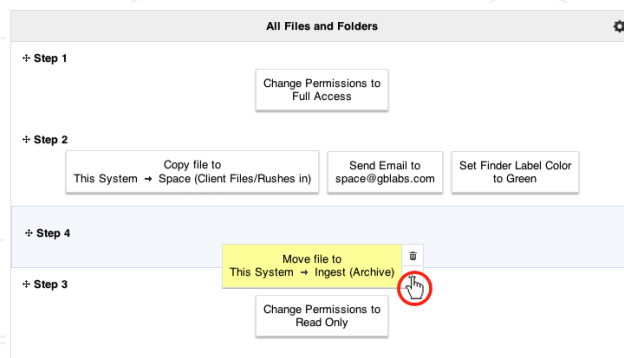 All Files and Folders
Step 1
Change Permissions to
Full Access
Step 2
Copy file to
This System → Space (Client Files/Rushes in)
Send Email to
space@gblabs.com
Set Finder Label Color
to Green
Step 4
Move file to
This System → Ingest (Archive)
Step 3
Change Permissions to
Read Only